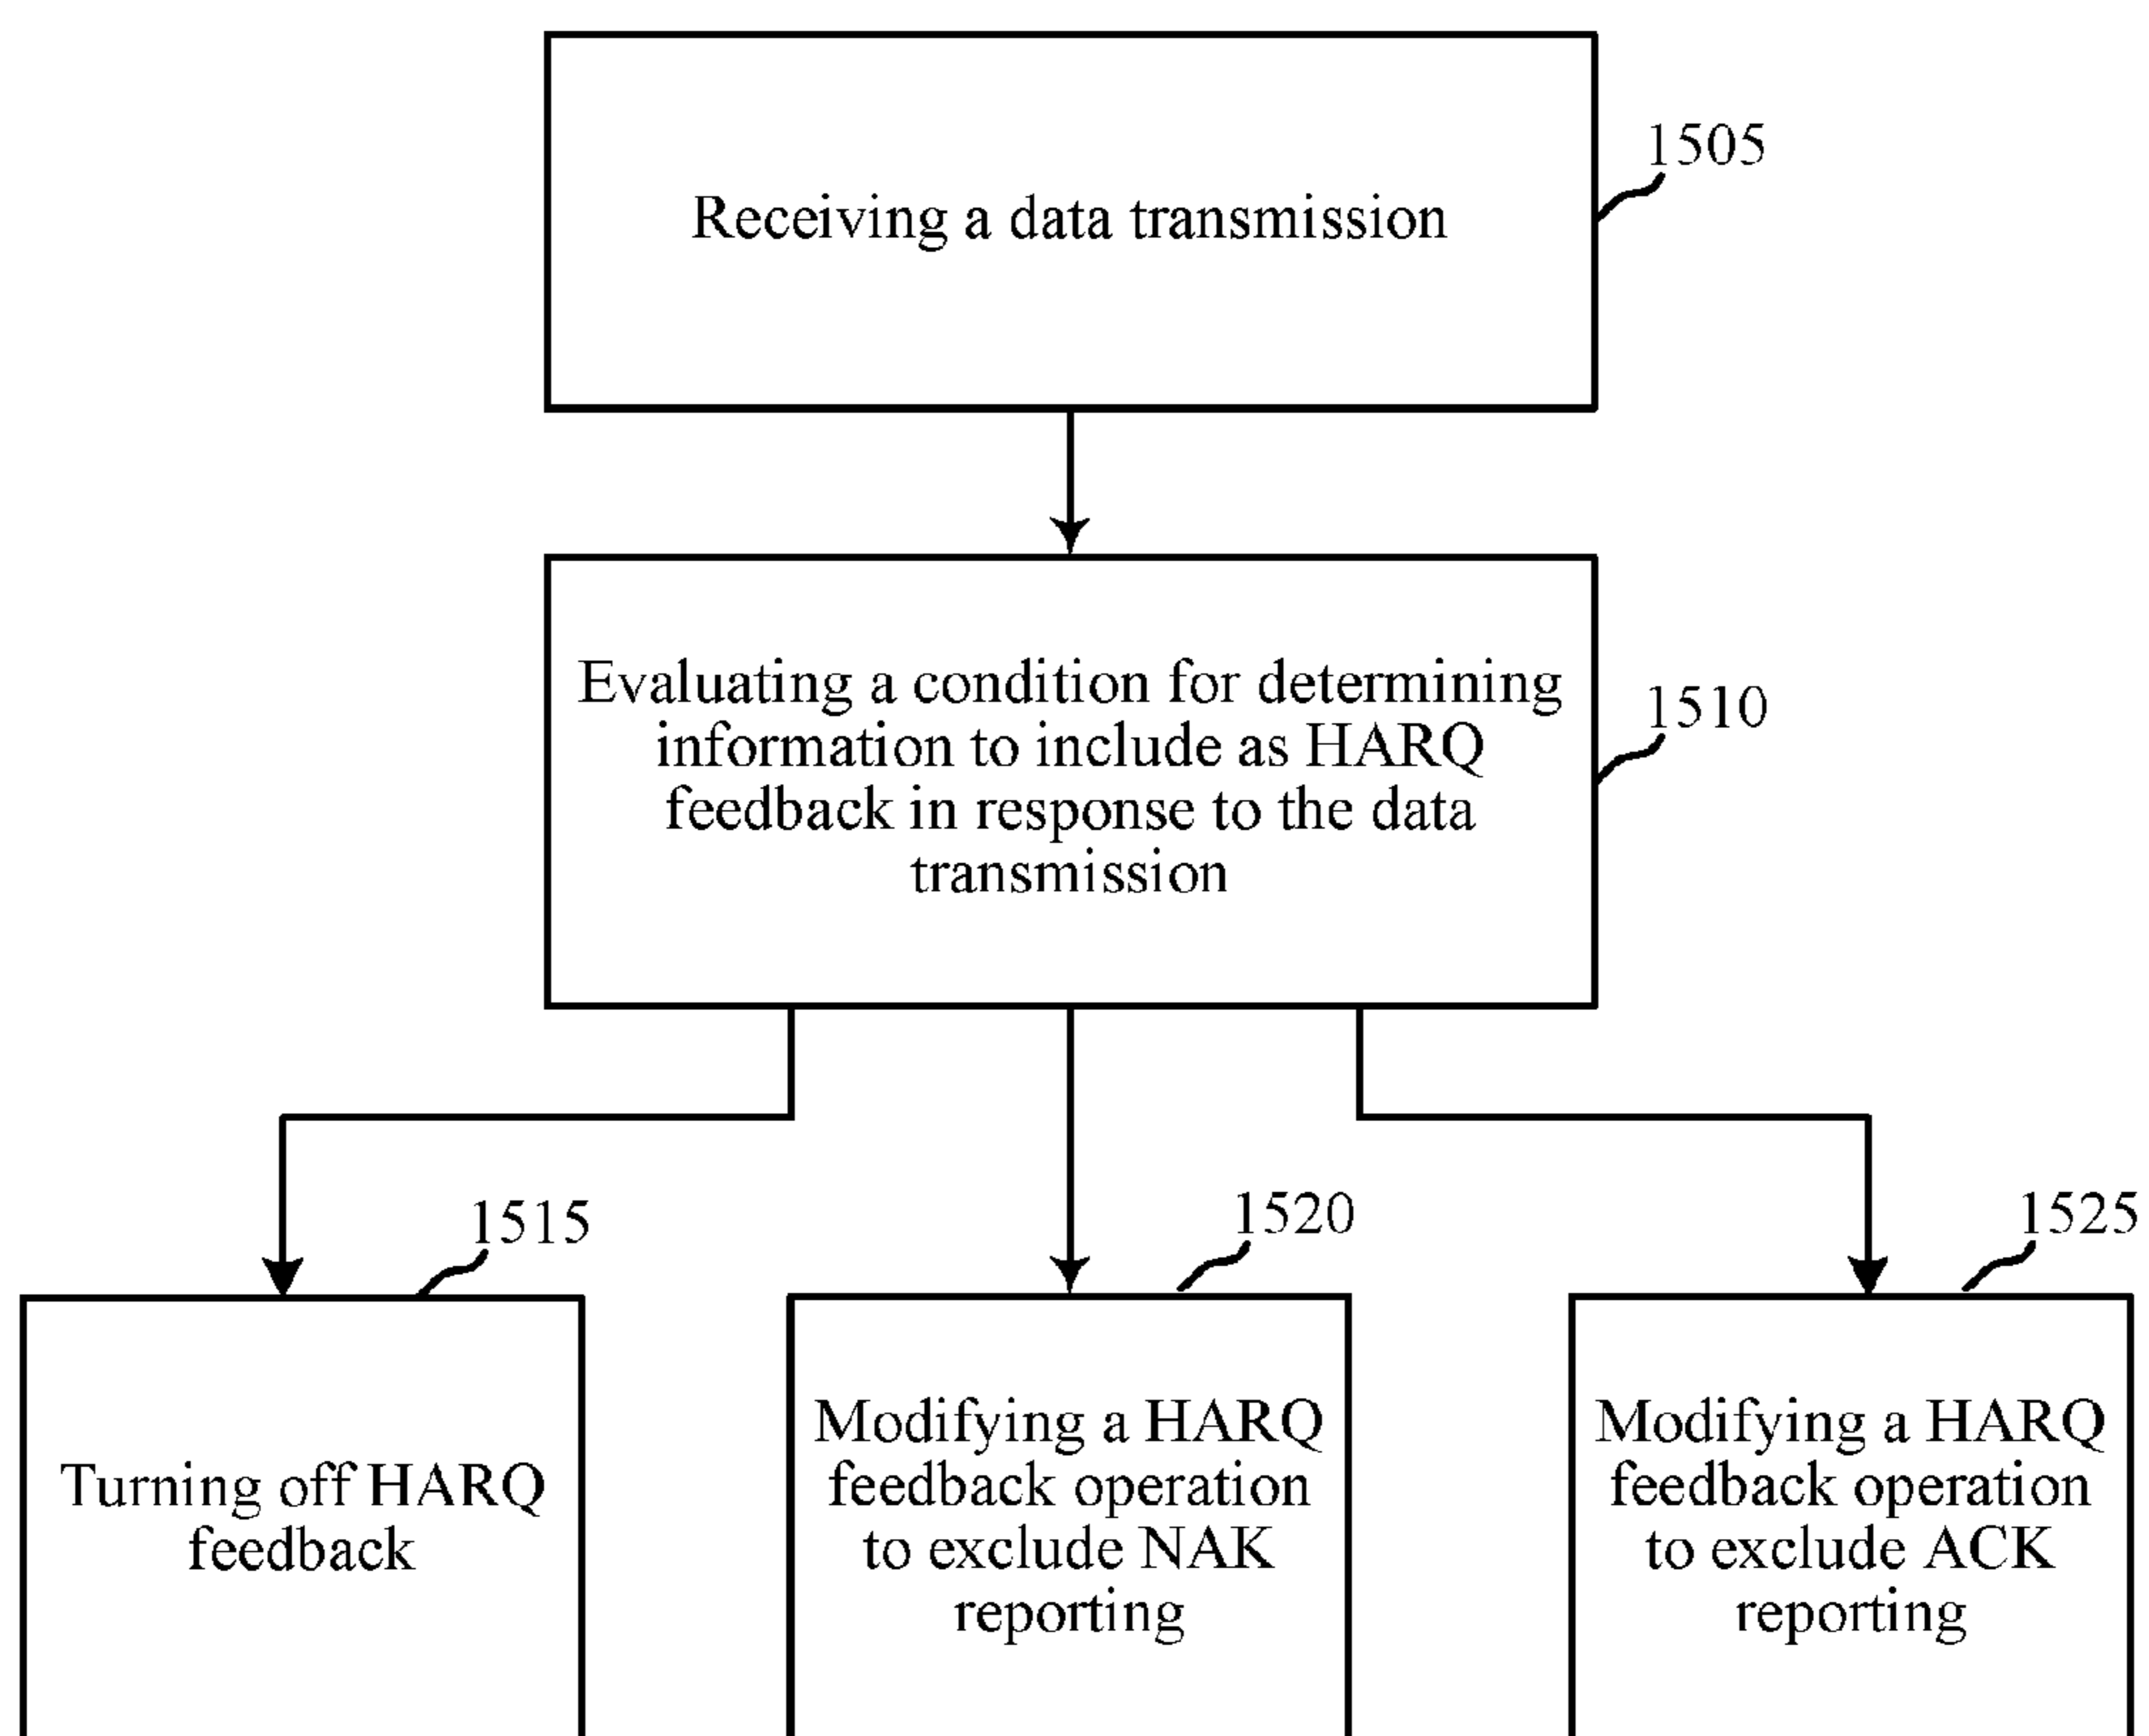 Receiving a data transmission
1505
Evaluating a condition for determining
information to include as HARQ
feedback in response to the data
transmission
1510
1515
Turning off HARQ
feedback
1520
Modifying a HARQ
feedback operation
to exclude NAK
reporting
1525
Modifying a HARQ
feedback operation
to exclude ACK
reporting